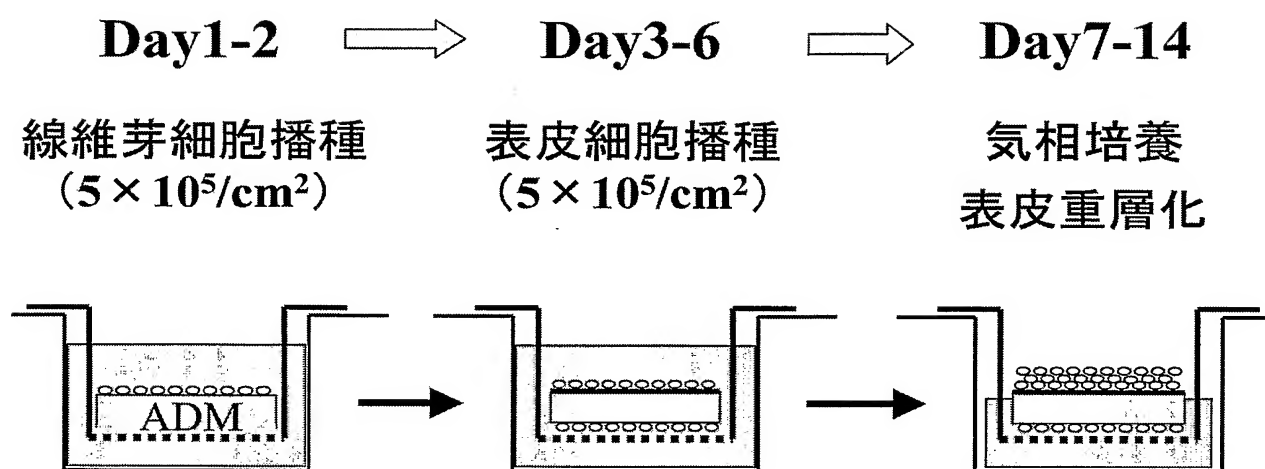 Day1-2
Day3-6
Day7-14
線維芽細胞播種
(5×10⁵/cm²)
表皮細胞播種
(5×10⁵/cm²)
気相培養
表皮重層化
ADM